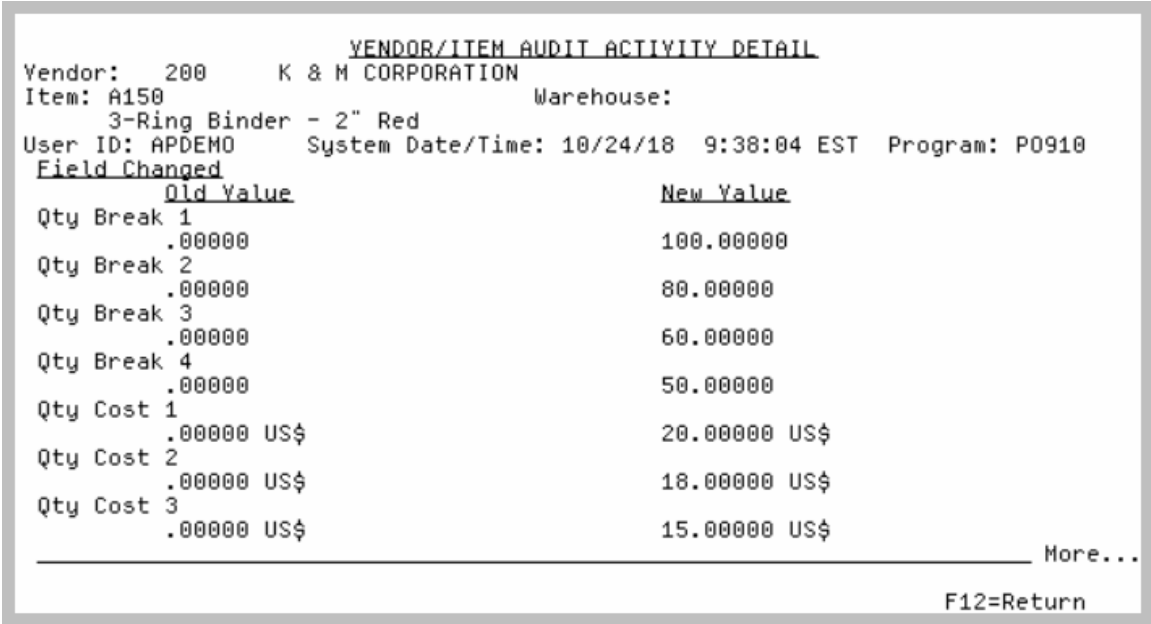 VENDOR/ITEM AUDIT ACTIVITY DETAIL
Vendor: 200 K & M CORPORATION
Item: A150 Warehouse:
3-Ring Binder - 2" Red
User ID: APDEMO System Date/Time: 10/24/18 9:38:04 EST Program: PO910
Field Changed
Old Value New Value
Qty Break 1
.00000 100.00000
Qty Break 2
.00000 80.00000
Qty Break 3
.00000 60.00000
Qty Break 4
.00000 50.00000
Qty Cost 1
.00000 US$ 20.00000 US$
Qty Cost 2
.00000 US$ 18.00000 US$
Qty Cost 3
.00000 US$ 15.00000 US$
More...
F12=Return